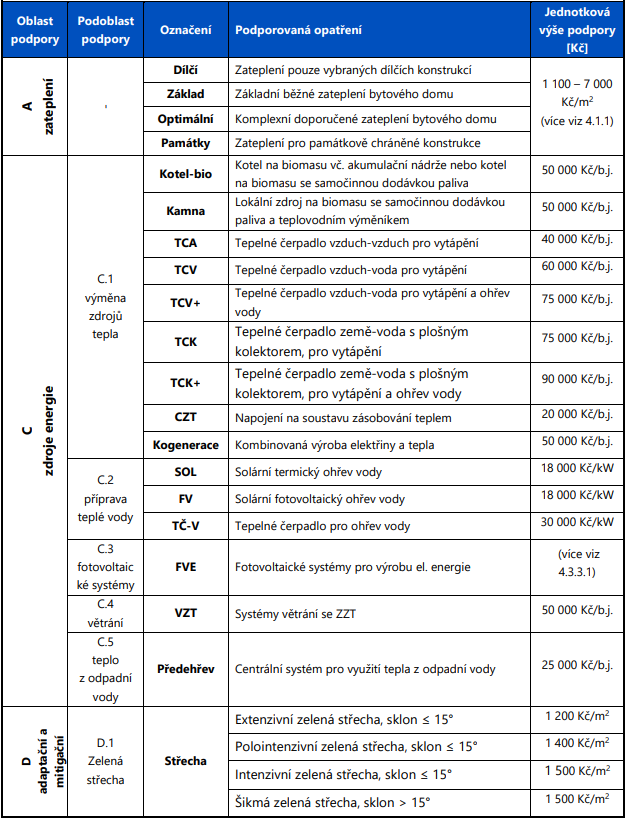 Oblast
podpory
Podoblast
podpory
Označení
Podporovaná opatření
Jednotková
výše podpory
[Kč]
A
zateplení
Dílčí
Zateplení pouze vybraných dílčích konstrukcí
Základ
Základní běžné zateplení bytového domu
Optimální
Komplexní doporučené zateplení bytového domu
Památky
Zateplení pro památkově chráněné konstrukce
1 100 – 7 000
Kč/m²
(více viz 4.1.1)
C
zdroje energie
C.1
výměna
zdrojů
tepla
Kotel-bio
Kotel na biomasu vč. akumulační nádrže nebo kotel
na biomasu se samočinnou dodávkou paliva
50 000 Kč/b.j.
Kamna
Lokální zdroj na biomasu se samočinnou dodávkou
paliva a teplovodním výměníkem
50 000 Kč/b.j.
TCA
Tepelné čerpadlo vzduch-vzduch pro vytápění
40 000 Kč/b.j.
TCV
Tepelné čerpadlo vzduch-voda pro vytápění
60 000 Kč/b.j.
TCV+
Tepelné čerpadlo vzduch-voda pro vytápění a ohřev
vody
75 000 Kč/b.j.
TCK
Tepelné čerpadlo země-voda s plošným
kolektorem, pro vytápění
75 000 Kč/b.j.
TCK+
Tepelné čerpadlo země-voda s plošným
kolektorem, pro vytápění a ohřev vody
90 000 Kč/b.j.
CZT
Napojení na soustavu zásobování teplem
20 000 Kč/b.j.
Kogenerace
Kombinovaná výroba elektřiny a tepla
50 000 Kč/b.j.
C.2
příprava
teplé vody
SOL
Solární termický ohřev vody
18 000 Kč/kW
FV
Solární fotovoltaický ohřev vody
18 000 Kč/kW
TČ-V
Tepelné čerpadlo pro ohřev vody
30 000 Kč/kW
C.3
fotovoltaic
ké systémy
FVE
Fotovoltaické systémy pro výrobu el. energie
(více viz
4.3.3.1)
C.4
větrání
VZT
Systémy větrání se ZZT
50 000 Kč/b.j.
C.5
teplo
z odpadní
vody
Předehřev
Centrální systém pro využití tepla z odpadní vody
25 000 Kč/b.j.
D
adaptační a
mitigační
D.1
Zelená
střecha
Střecha
Extenzivní zelená střecha, sklon ≤ 15°
1 200 Kč/m²
Polointenzivní zelená střecha, sklon ≤ 15°
1 400 Kč/m²
Intenzivní zelená střecha, sklon ≤ 15°
1 500 Kč/m²
Šikmá zelená střecha, sklon > 15°
1 500 Kč/m²